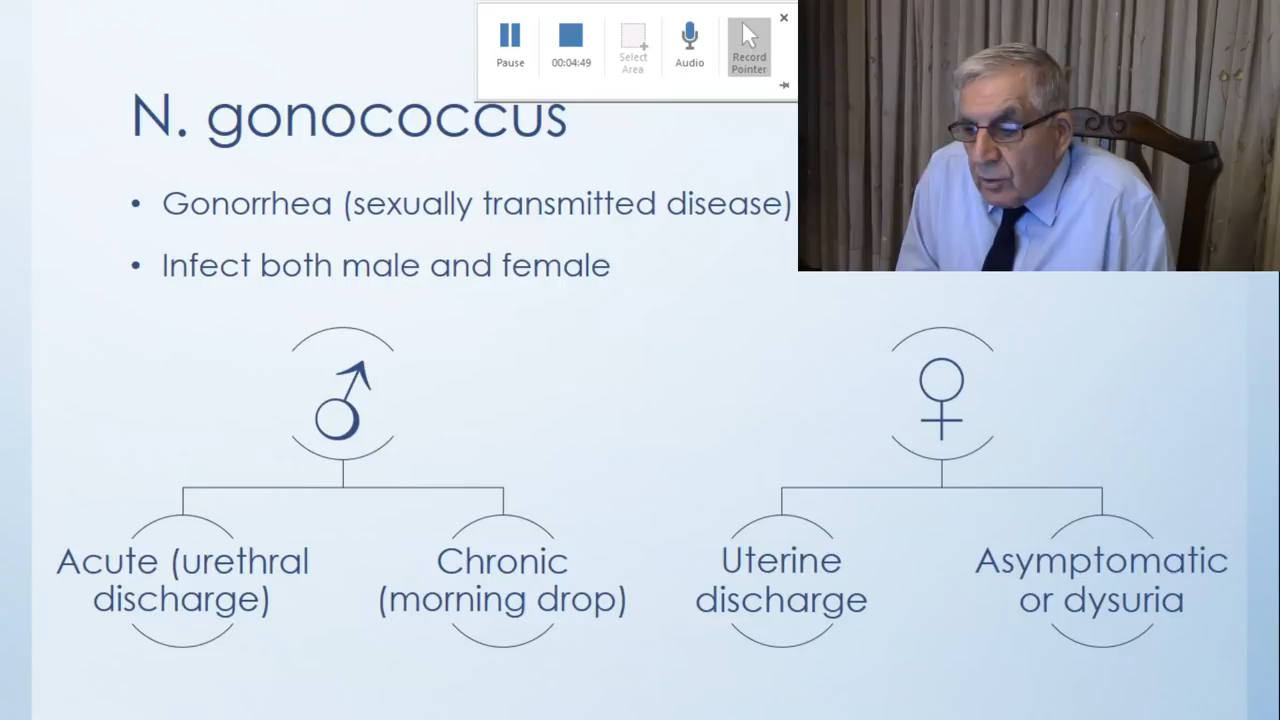 Pause
00:04:49
Select
Area
Audio
Record
Pointer
N. gonococcus
• Gonorrhea (sexually transmitted disease)
• Infect both male and female
♂
♀
Acute (urethral
discharge)
Chronic
(morning drop)
Uterine
discharge
Asymptomatic
or dysuria